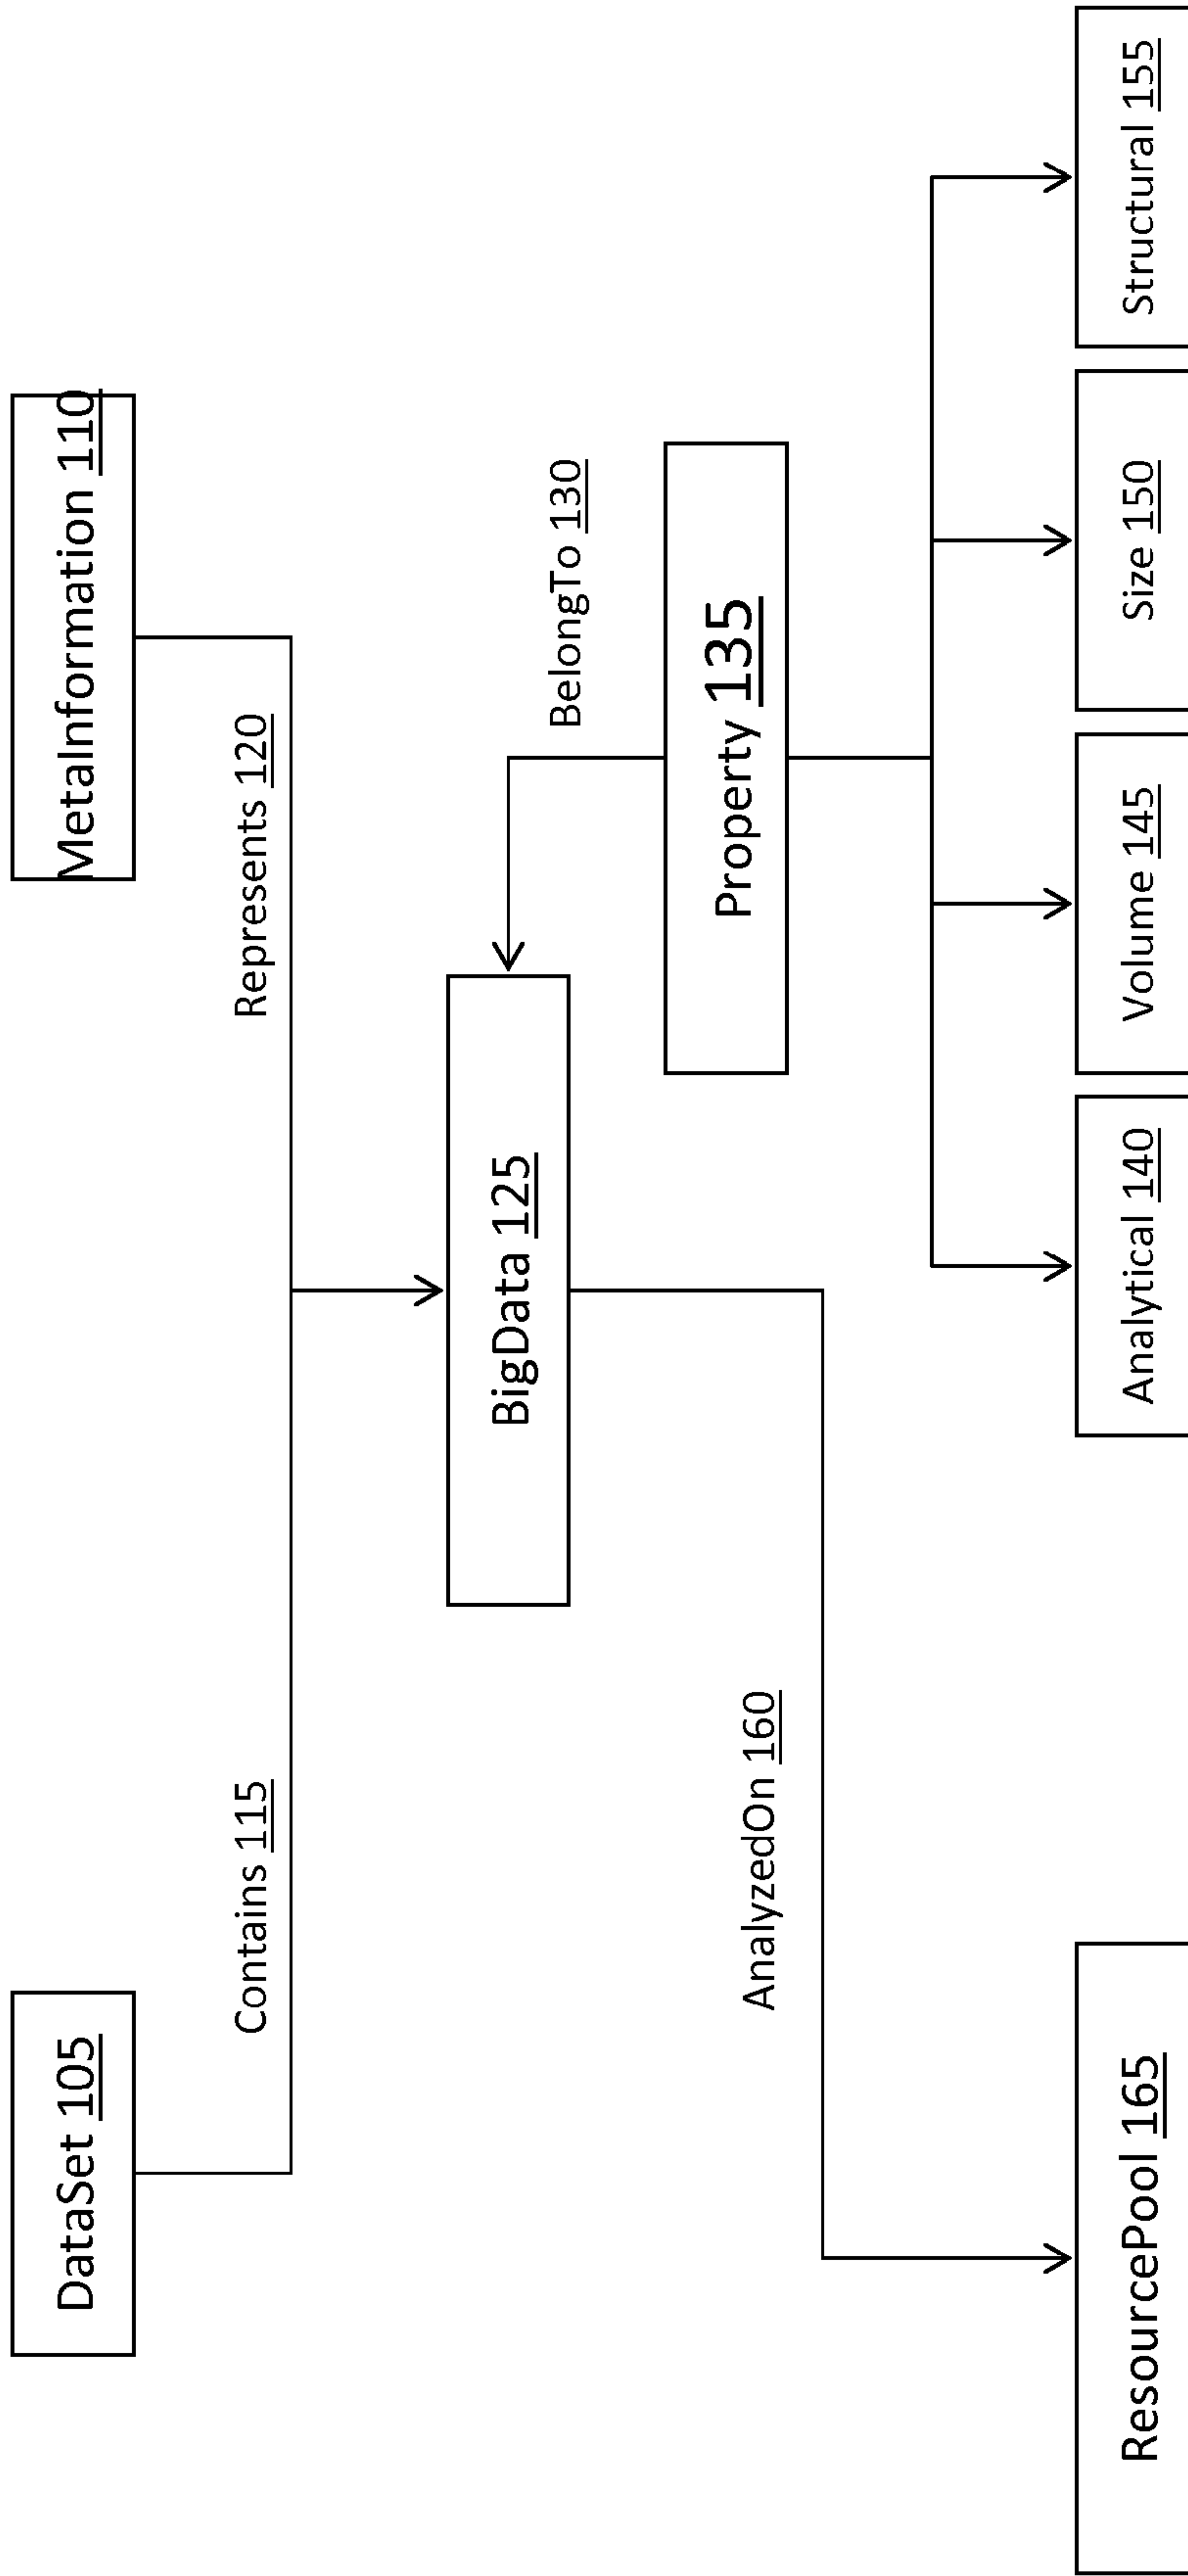 DataSet 105
MetaInformation 110
Contains 115
Represents 120
BigData 125
BelongTo 130
Property 135
AnalyzedOn 160
ResourcePool 165
Analytical 140
Volume 145
Size 150
Structural 155